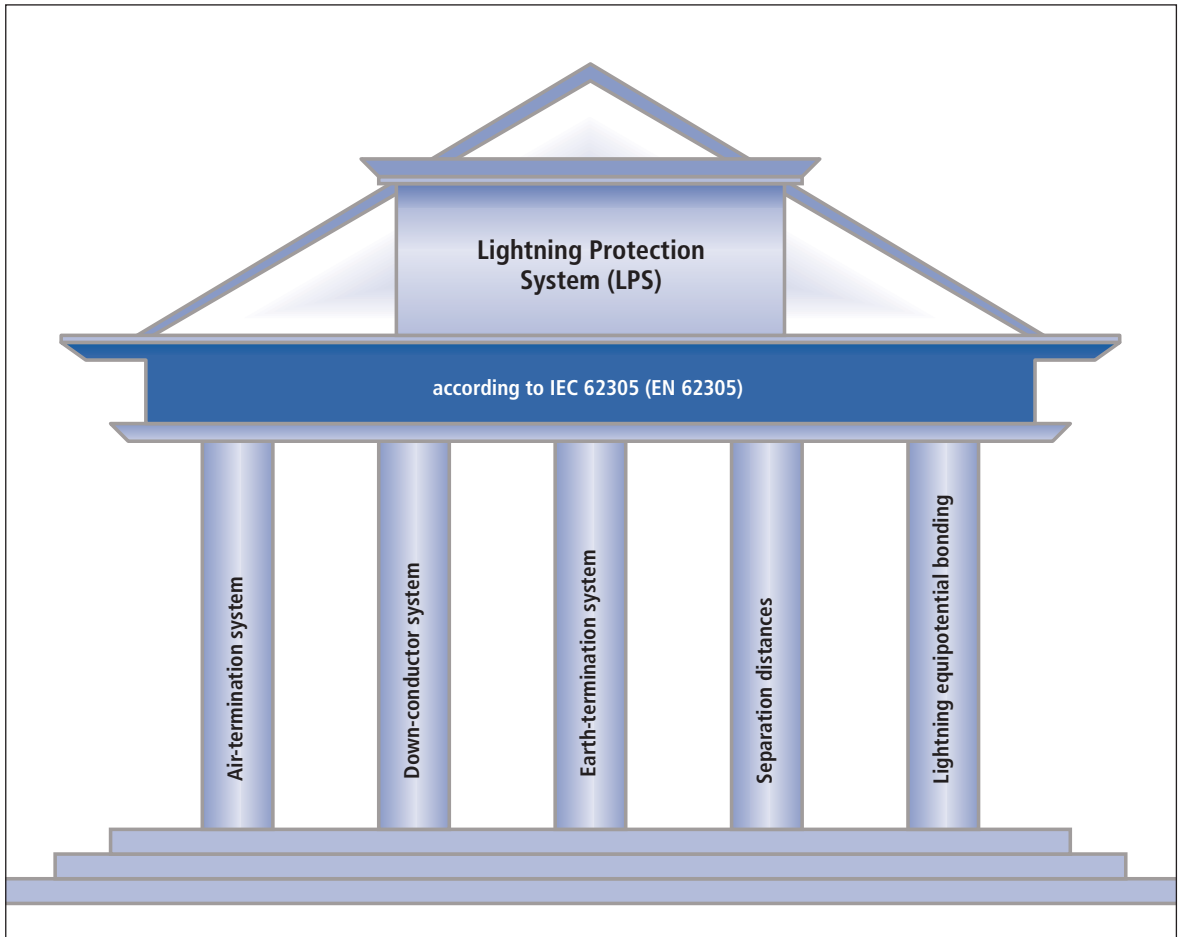 Lightning Protection
System (LPS)
according to IEC 62305 (EN 62305)
Air-termination system
Down-conductor system
Earth-termination system
Separation distances
Lightning equipotential bonding